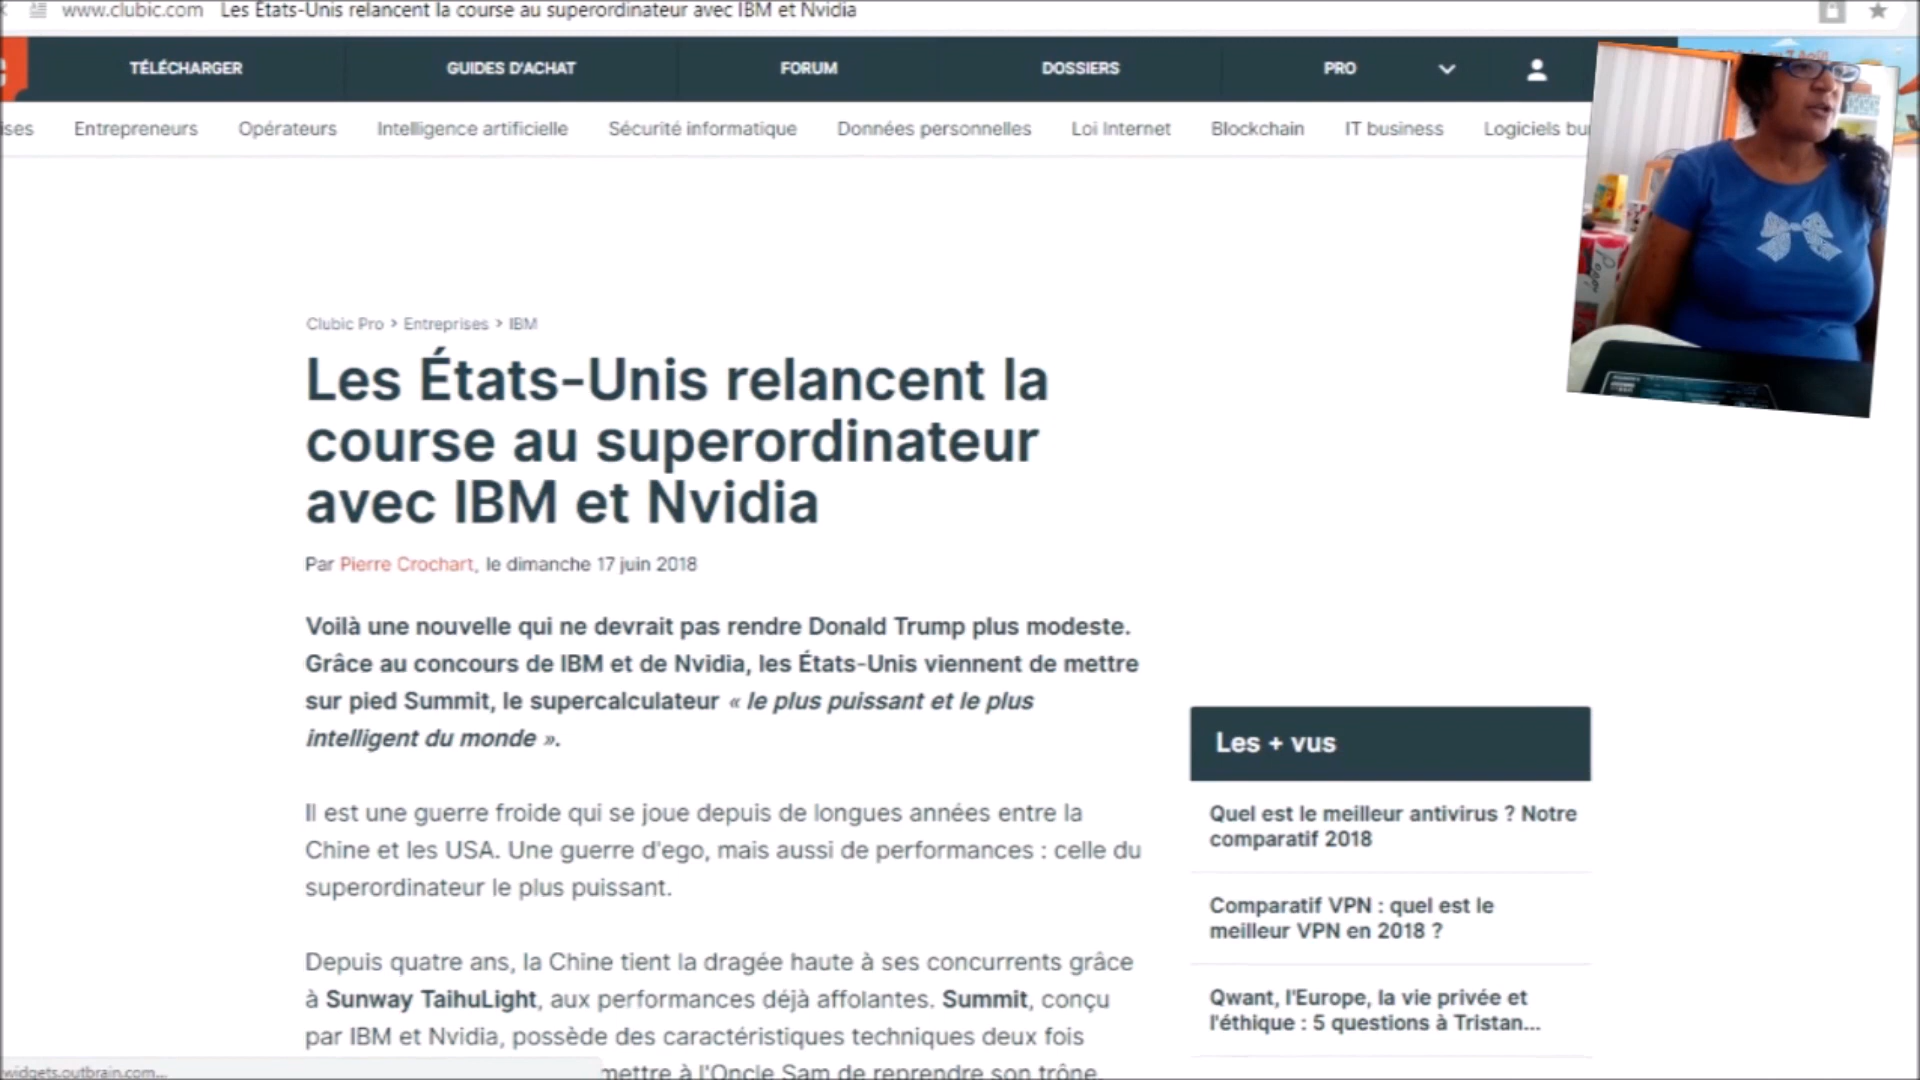 www.clubic.com Les États-Unis relancent la course au superordinateur avec IBM et Nvidia
TÉLÉCHARGER GUIDES D'ACHAT FORUM DOSSIERS PRO
ises Entrepreneurs Opérateurs Intelligence artificielle Sécurité informatique Données personnelles Loi Internet Blockchain IT business Logiciels bu
Clubic Pro > Entreprises > IBM
Les États-Unis relancent la
course au superordinateur
avec IBM et Nvidia
Par Pierre Crochart, le dimanche 17 juin 2018
Voilà une nouvelle qui ne devrait pas rendre Donald Trump plus modeste.
Grâce au concours de IBM et de Nvidia, les États-Unis viennent de mettre
sur pied Summit, le supercalculateur « le plus puissant et le plus
intelligent du monde ».
Il est une guerre froide qui se joue depuis de longues années entre la
Chine et les USA. Une guerre d'ego, mais aussi de performances : celle du
superordinateur le plus puissant.
Depuis quatre ans, la Chine tient la dragée haute à ses concurrents grâce
à Sunway TaihuLight, aux performances déjà affolantes. Summit, conçu
par IBM et Nvidia, possède des caractéristiques techniques deux fois
mettre à l'Oncle Sam de reprendre son trône.
Les + vus
Quel est le meilleur antivirus ? Notre
comparatif 2018
Comparatif VPN : quel est le
meilleur VPN en 2018 ?
Qwant, l'Europe, la vie privée et
l'éthique : 5 questions à Tristan...
widgets.outbrain.com...